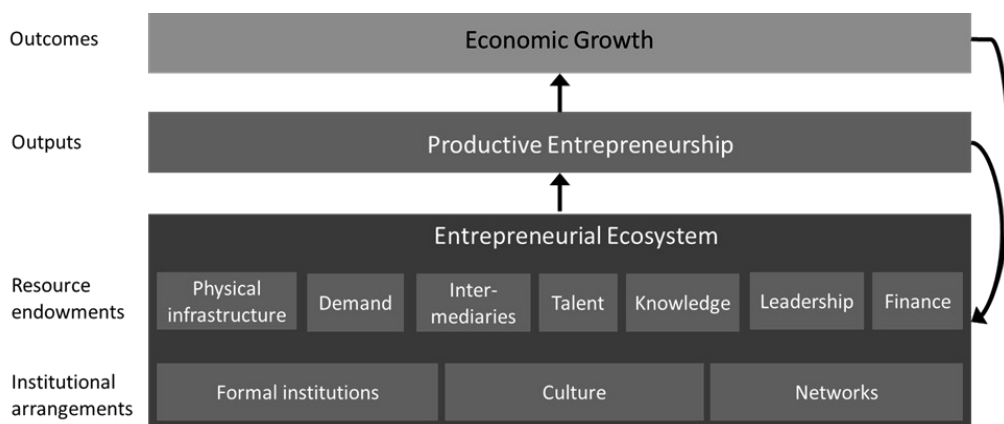 Outcomes
Economic Growth
Outputs
Productive Entrepreneurship
Entrepreneurial Ecosystem
Resource
endowments
Physical
infrastructure
Demand
Inter-
mediaries
Talent
Knowledge
Leadership
Finance
Institutional
arrangements
Formal institutions
Culture
Networks